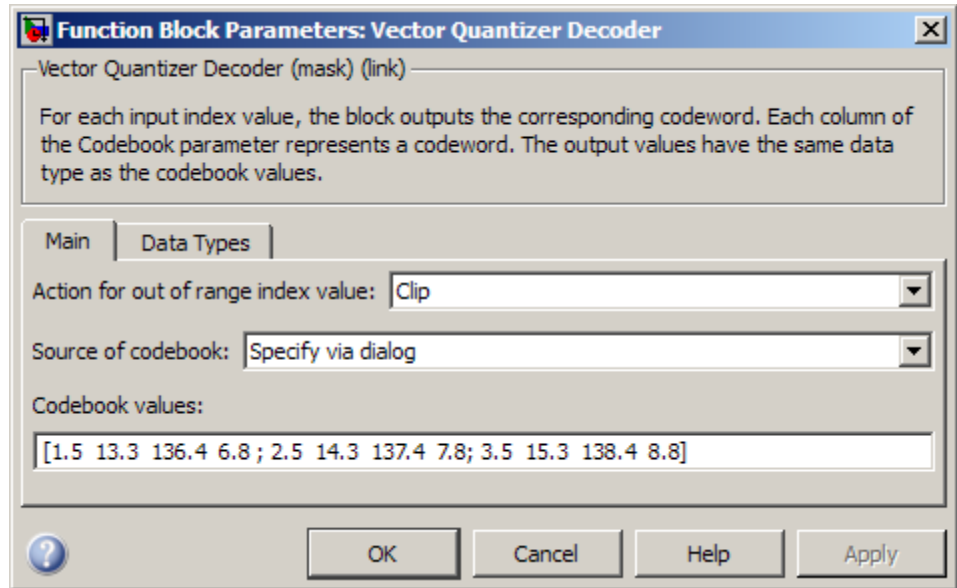 Function Block Parameters: Vector Quantizer Decoder
Vector Quantizer Decoder (mask) (link)
For each input index value, the block outputs the corresponding codeword. Each column of
the Codebook parameter represents a codeword. The output values have the same data
type as the codebook values.
Main Data Types
Action for out of range index value: Clip
Source of codebook: Specify via dialog
Codebook values:
[1.5 13.3 136.4 6.8 ; 2.5 14.3 137.4 7.8; 3.5 15.3 138.4 8.8]
? OK Cancel Help Apply